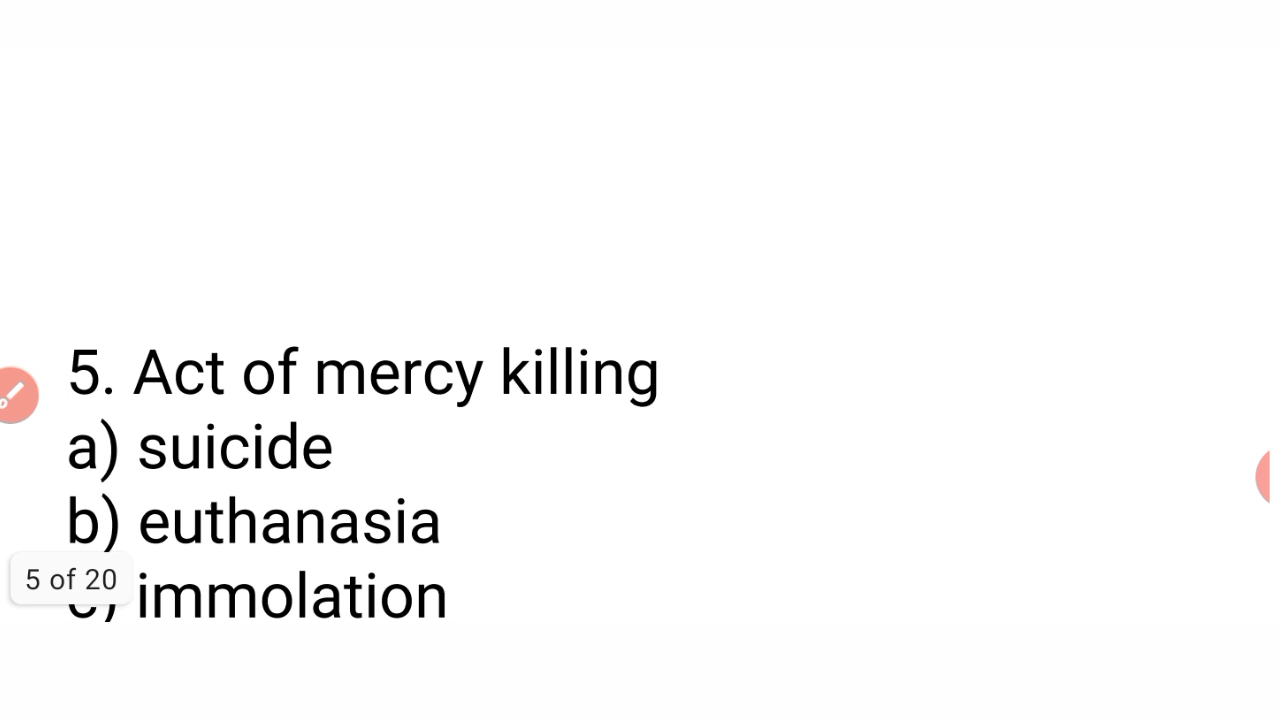 5. Act of mercy killing
a) suicide
b) euthanasia
5 of 20
c) immolation